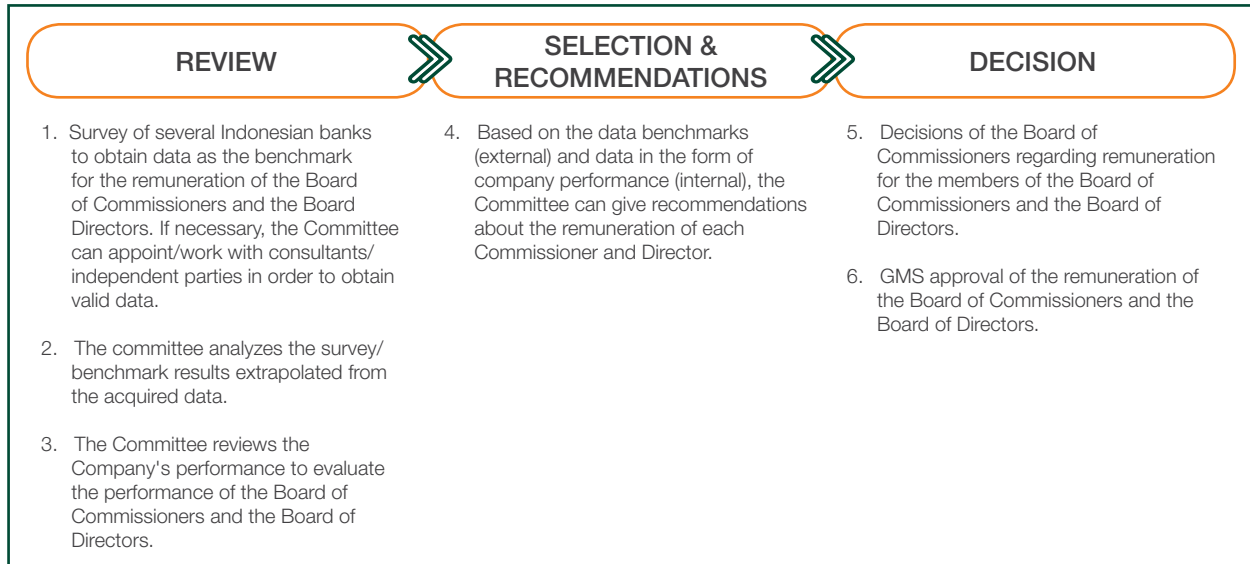 REVIEW
1. Survey of several Indonesian banks
to obtain data as the benchmark
for the remuneration of the Board
of Commissioners and the Board
Directors. If necessary, the Committee
can appoint/work with consultants/
independent parties in order to obtain
valid data.
2. The committee analyzes the survey/
benchmark results extrapolated from
the acquired data.
3. The Committee reviews the
Company's performance to evaluate
the performance of the Board of
Commissioners and the Board of
Directors.
SELECTION &
RECOMMENDATIONS
4. Based on the data benchmarks
(external) and data in the form of
company performance (internal), the
Committee can give recommendations
about the remuneration of each
Commissioner and Director.
DECISION
5. Decisions of the Board of
Commissioners regarding remuneration
for the members of the Board of
Commissioners and the Board of
Directors.
6. GMS approval of the remuneration of
the Board of Commissioners and the
Board of Directors.